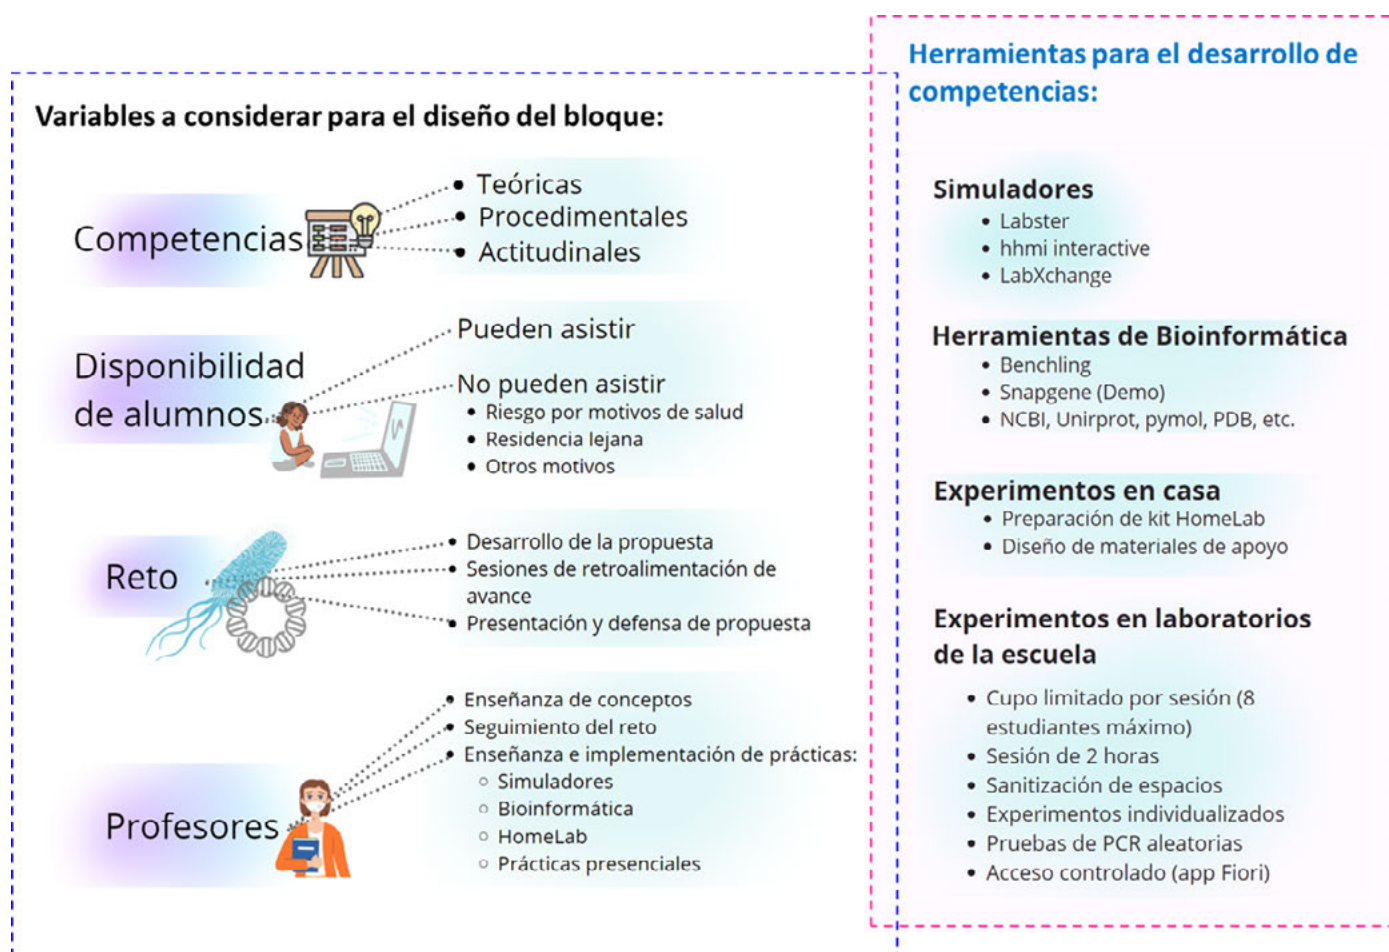 Variables a considerar para el diseño del bloque:
Competencias
• Teóricas
• Procedimentales
• Actitudinales
Disponibilidad
de alumnos
Pueden asistir
No pueden asistir
• Riesgo por motivos de salud
• Residencia lejana
• Otros motivos
Reto
• Desarrollo de la propuesta
• Sesiones de retroalimentación de
avance
• Presentación y defensa de propuesta
Profesores
• Enseñanza de conceptos
• Seguimiento del reto
• Enseñanza e implementación de prácticas:
○ Simuladores
○ Bioinformática
○ HomeLab
○ Prácticas presenciales
Herramientas para el desarrollo de
competencias:
Simuladores
• Labster
• hhmi interactive
• LabXchange
Herramientas de Bioinformática
• Benchling
• Snapgene (Demo)
• NCBI, Unirprot, pymol, PDB, etc.
Experimentos en casa
• Preparación de kit HomeLab
• Diseño de materiales de apoyo
Experimentos en laboratorios
de la escuela
• Cupo limitado por sesión (8
estudiantes máximo)
• Sesión de 2 horas
• Sanitización de espacios
• Experimentos individualizados
• Pruebas de PCR aleatorias
• Acceso controlado (app Fiori)